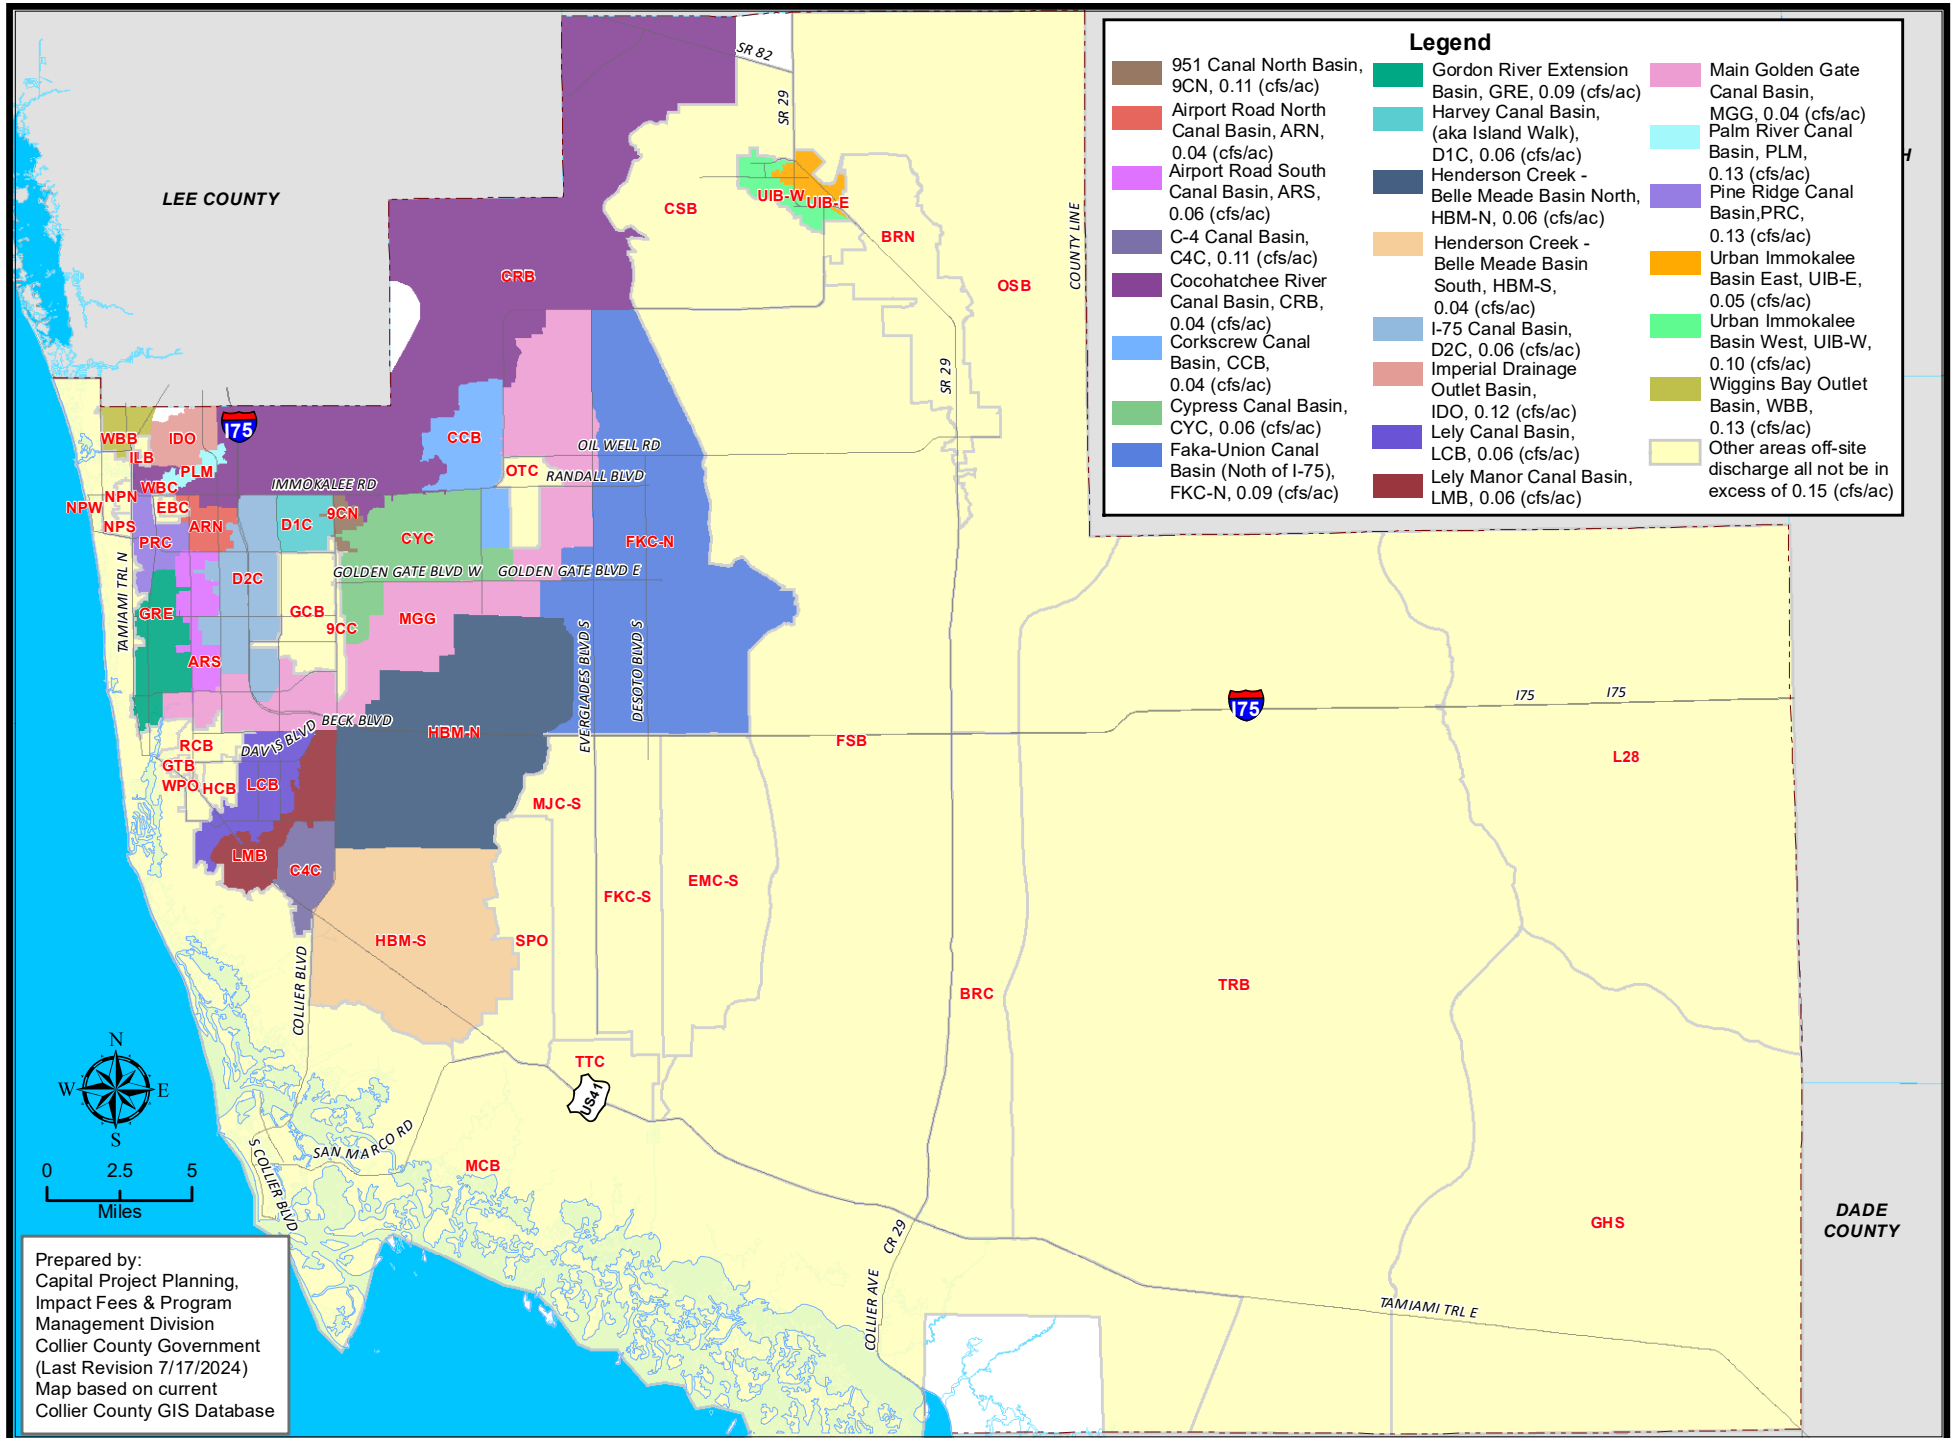 Legend
951 Canal North Basin,
9CN, 0.11 (cfs/ac)
Airport Road North
Canal Basin, ARN,
0.04 (cfs/ac)
Airport Road South
Canal Basin, ARS,
0.06 (cfs/ac)
C-4 Canal Basin,
C4C, 0.11 (cfs/ac)
Cocohatchee River
Canal Basin, CRB,
0.04 (cfs/ac)
Corkscrew Canal
Basin, CCB,
0.04 (cfs/ac)
Cypress Canal Basin,
CYC, 0.06 (cfs/ac)
Faka-Union Canal
Basin (Noth of I-75),
FKC-N, 0.09 (cfs/ac)
Gordon River Extension
Basin, GRE, 0.09 (cfs/ac)
Harvey Canal Basin,
(aka Island Walk),
D1C, 0.06 (cfs/ac)
Henderson Creek -
Belle Meade Basin North,
HBM-N, 0.06 (cfs/ac)
Henderson Creek -
Belle Meade Basin
South, HBM-S,
0.04 (cfs/ac)
I-75 Canal Basin,
D2C, 0.06 (cfs/ac)
Imperial Drainage
Outlet Basin,
IDO, 0.12 (cfs/ac)
Lely Canal Basin,
LCB, 0.06 (cfs/ac)
Lely Manor Canal Basin,
LMB, 0.06 (cfs/ac)
Main Golden Gate
Canal Basin,
MGG, 0.04 (cfs/ac)
Palm River Canal
Basin, PLM,
0.13 (cfs/ac)
Pine Ridge Canal
Basin,PRC,
0.13 (cfs/ac)
Urban Immokalee
Basin East, UIB-E,
0.05 (cfs/ac)
Urban Immokalee
Basin West, UIB-W,
0.10 (cfs/ac)
Wiggins Bay Outlet
Basin, WBB,
0.13 (cfs/ac)
Other areas off-site
discharge all not be in
excess of 0.15 (cfs/ac)
H
LEE COUNTY
SR 82
SR 29
COUNTY LINE
CSB
UIB-W
UIB-E
BRN
OSB
CRB
SR 29
I75
WBB
IDO
ILB
PLM
WBC
CCB
OIL WELL RD
OTC
RANDALL BLVD
IMMOKALEE RD
NPN
NPW
EBC
NPS
ARN
D1C
9CN
PRC
CYC
FKC-N
TAMIAMI TRL N
D2C
GOLDEN GATE BLVD W
GOLDEN GATE BLVD E
GRE
GCB
9CC
MGG
ARS
EVERGLADES BLVD S
DESOTO BLVD S
BECK BLVD
DAVIS BLVD
HBM-N
RCB
GTB
WPO
HCB
LCB
FSB
I75
I75
I75
L28
MJC-S
LMB
C4C
EMC-S
FKC-S
HBM-S
SPO
COLLIER BLVD
BRC
TRB
TTC
US41
SAN MARCO RD
S COLLIER BLVD
MCB
CR 29
COLLIER AVE
GHS
TAMIAMI TRL E
DADE
COUNTY
N
W
E
S
0 2.5 5
Miles
Prepared by:
Capital Project Planning,
Impact Fees & Program
Management Division
Collier County Government
(Last Revision 7/17/2024)
Map based on current
Collier County GIS Database